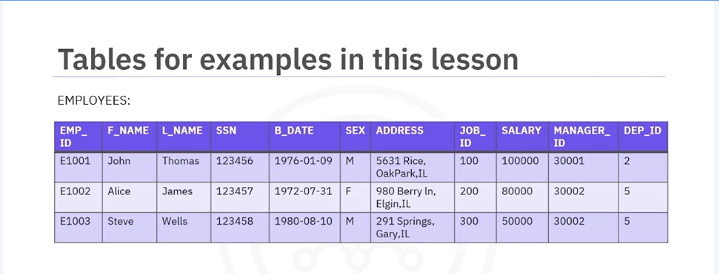 Tables for examples in this lesson
EMPLOYEES:
EMP_ F_NAME L_NAME SSN B_DATE SEX ADDRESS JOB_ SALARY MANAGER_ DEP_ID
ID ID ID
E1001 John Thomas 123456 1976-01-09 M 5631 Rice, 100 100000 30001 2
OakPark,IL
E1002 Alice James 123457 1972-07-31 F 980 Berry ln, 200 80000 30002 5
Elgin,IL
E1003 Steve Wells 123458 1980-08-10 M 291 Springs, 300 50000 30002 5
Gary,IL